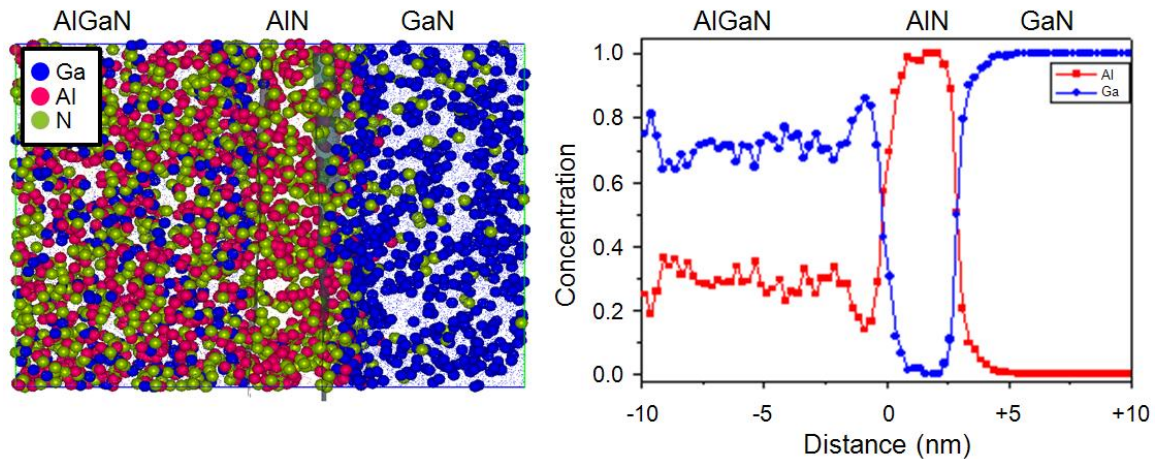 AlGaN AlN GaN
Ga
Al
N
AlGaN AlN GaN
Al
Ga
Concentration
1.0
0.8
0.6
0.4
0.2
0.0
-10 -5 0 +5 +10
Distance (nm)